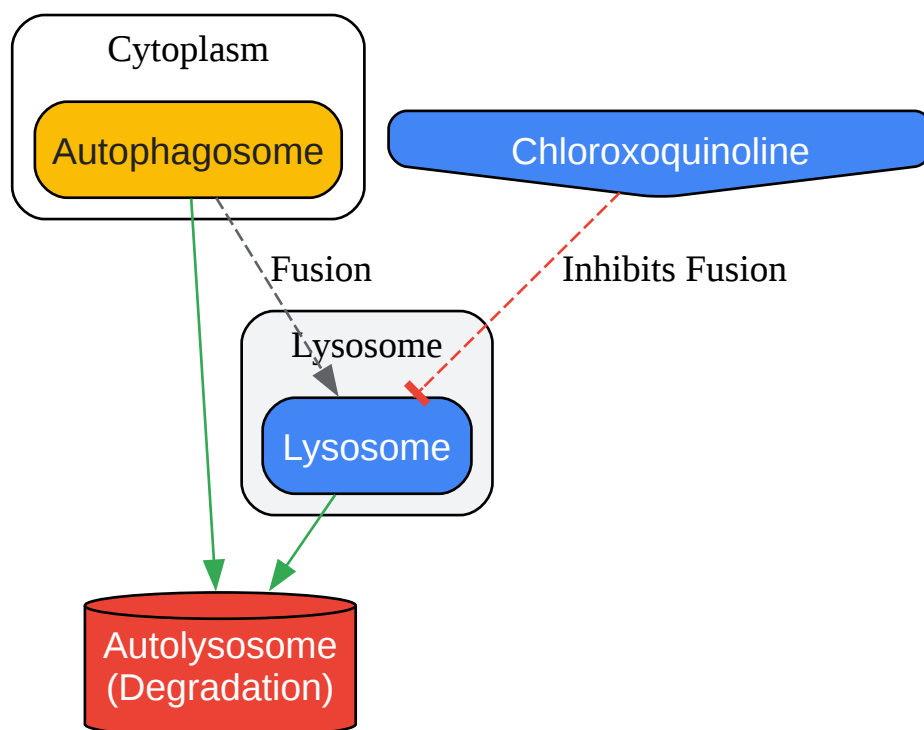 Cytoplasm
Autophagosome
Chloroxoquinoline
Fusion
Inhibits Fusion
Lysosome
Lysosome
Autolysosome
(Degradation)